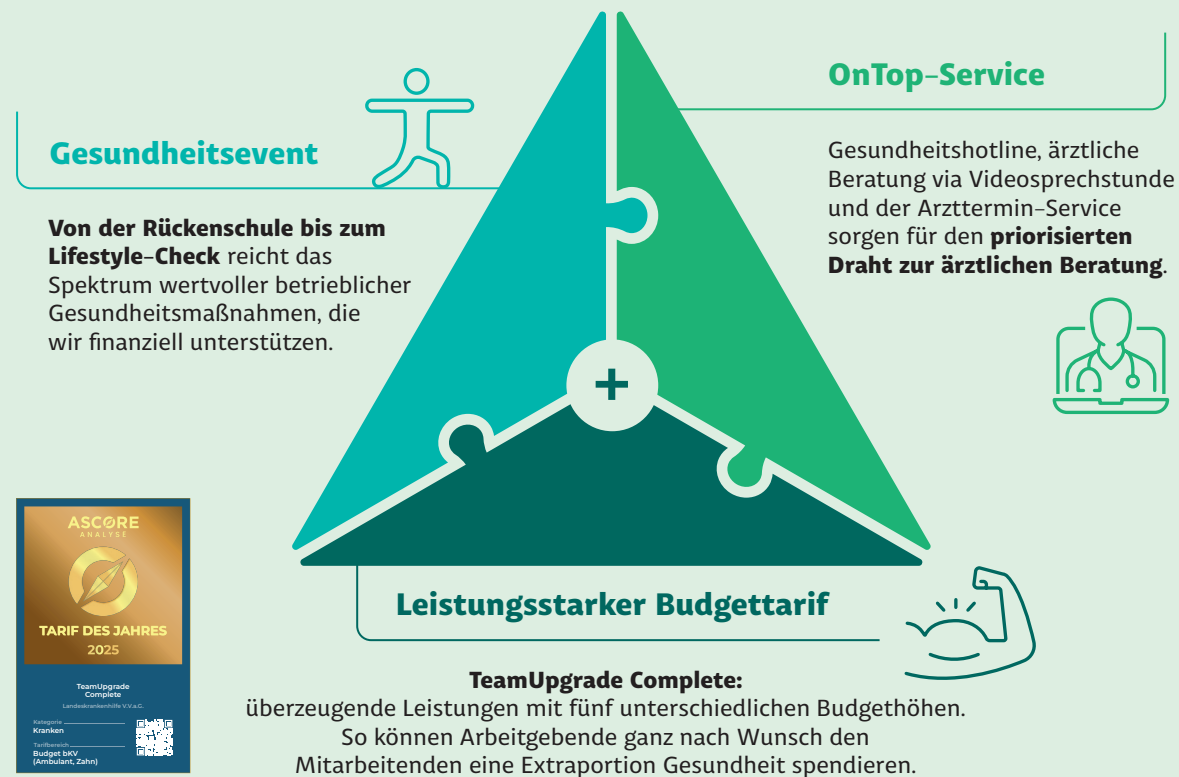 Gesundheitsevent
Von der Rückenschule bis zum
Lifestyle-Check reicht das
Spektrum wertvoller betrieblicher
Gesundheitsmaßnahmen, die
wir finanziell unterstützen.
OnTop-Service
Gesundheitshotline, ärztliche
Beratung via Videosprechstunde
und der Arzttermin-Service
sorgen für den priorisierten
Draht zur ärztlichen Beratung.
+
Leistungsstarker Budgettarif
TeamUpgrade Complete:
überzeugende Leistungen mit fünf unterschiedlichen Budgethöhen.
So können Arbeitgebende ganz nach Wunsch den
Mitarbeitenden eine Extraportion Gesundheit spendieren.
ASCORE
ANALYSE
TARIF DES JAHRES
2025
TeamUpgrade
Complete
Landeskrankenhilfe V.V.a.G.
Kategorie
Kranken
Tarifbereich
Budget bKV
(Ambulant, Zahn)